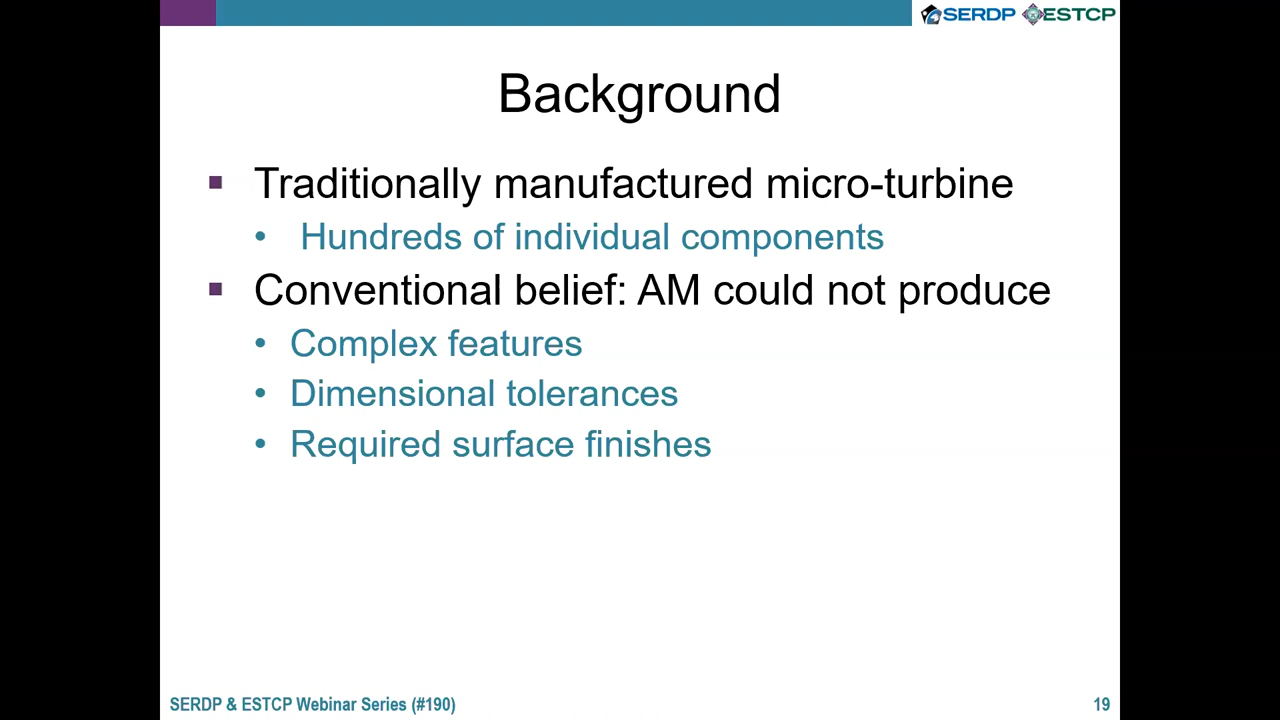 SERDP ESTCP
Background
▪ Traditionally manufactured micro-turbine
• Hundreds of individual components
▪ Conventional belief: AM could not produce
• Complex features
• Dimensional tolerances
• Required surface finishes
SERDP & ESTCP Webinar Series (#190)
19